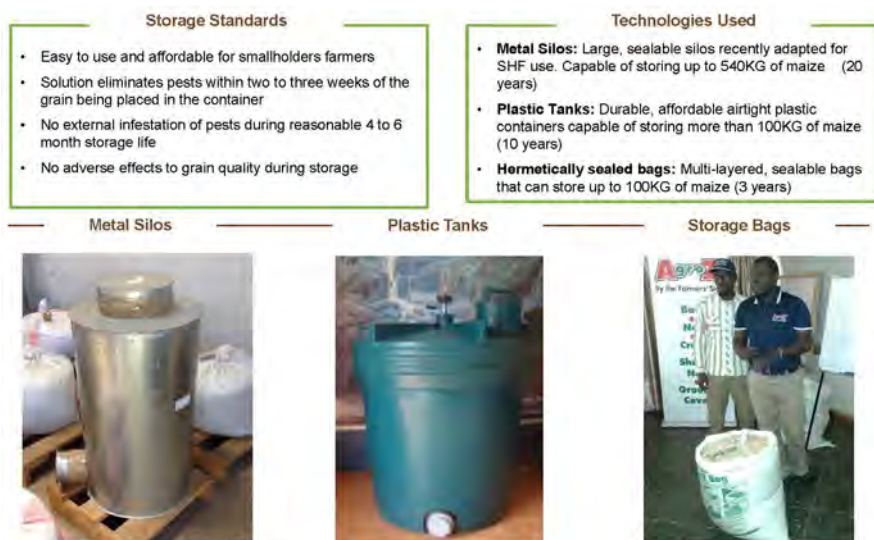 Storage Standards
• Easy to use and affordable for smallholders farmers
• Solution eliminates pests within two to three weeks of the
grain being placed in the container
• No external infestation of pests during reasonable 4 to 6
month storage life
• No adverse effects to grain quality during storage
Technologies Used
• Metal Silos: Large, sealable silos recently adapted for
SHF use. Capable of storing up to 540KG of maize (20
years)
• Plastic Tanks: Durable, affordable airtight plastic
containers capable of storing more than 100KG of maize
(10 years)
• Hermetically sealed bags: Multi-layered, sealable bags
that can store up to 100KG of maize (3 years)
Metal Silos
Plastic Tanks
Storage Bags
by the Farmers'
Bag